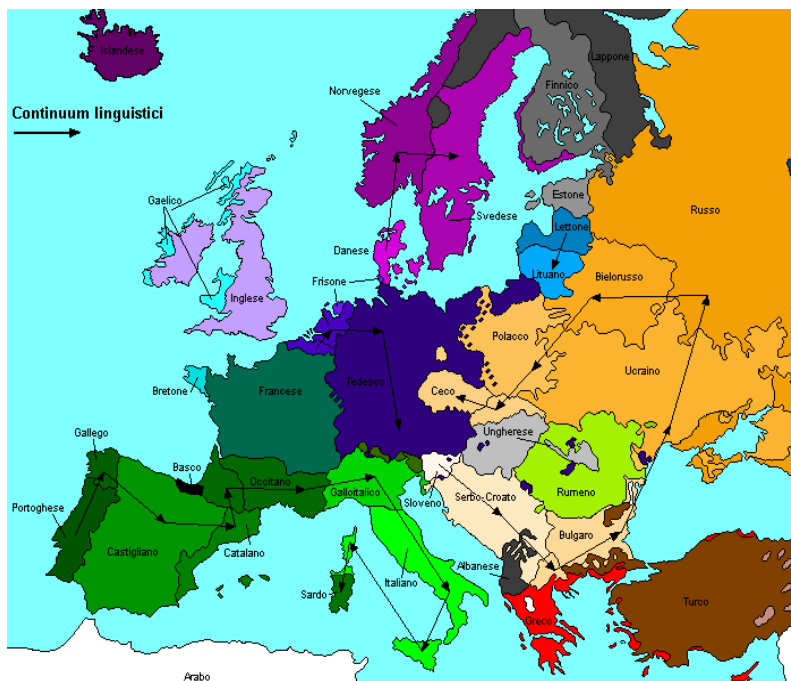 Islandese
Lappone
Finnico
Norvegese
Continuum linguistici
Estone
Gaelico
Russo
Svedese
Lettone
Danese
Lituano
Bielorusso
Frisone
Inglese
Polacco
Ucraino
Tedesco
Francese
Ceco
Bretone
Gallego
Ungherese
Basco
Occitano
Galloitalico
Rumeno
Sloveno
Serbo-Croato
Portoghese
Bulgaro
Castigliano
Catalano
Albanese
Italiano
Sardo
Turco
Greco
Arabo